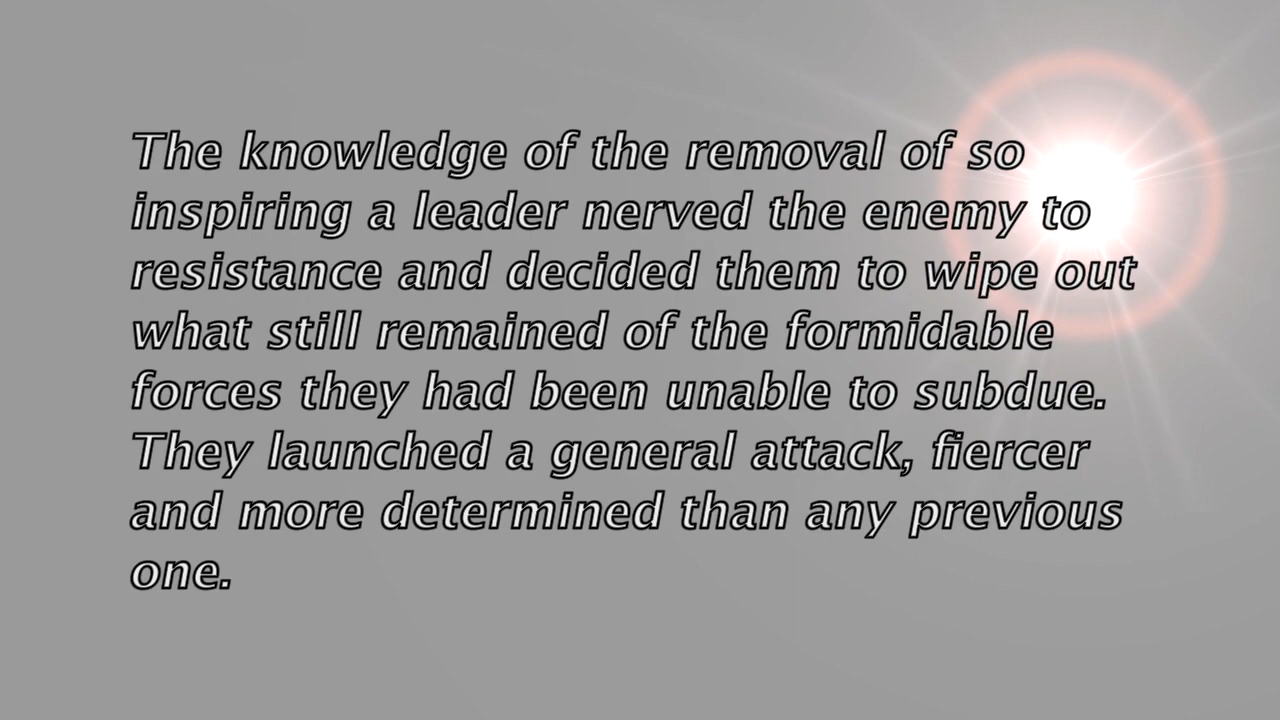 The knowledge of the removal of so
inspiring a leader nerved the enemy to
resistance and decided them to wipe out
what still remained of the formidable
forces they had been unable to subdue.
They launched a general attack, fiercer
and more determined than any previous
one.